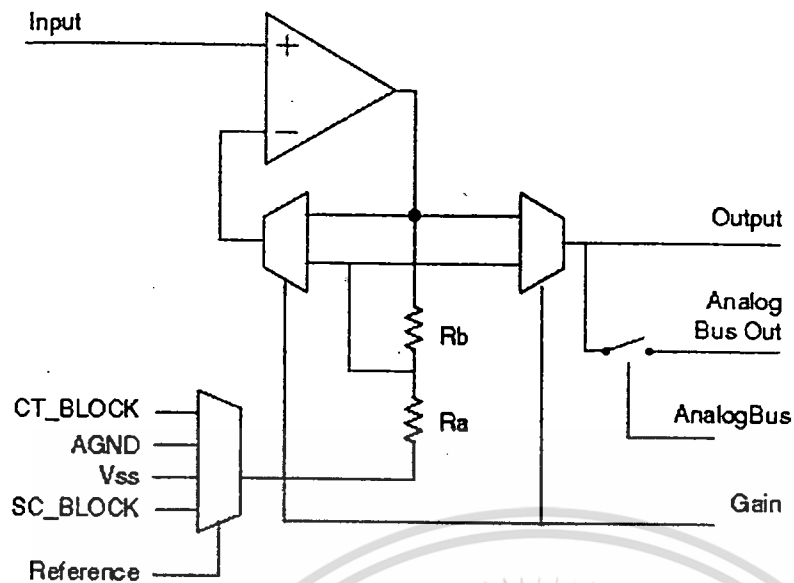 Input
+
−
Output
Analog
Bus Out
Rb
CT_BLOCK
Ra
AnalogBus
AGND
Vss
SC_BLOCK
Gain
Reference